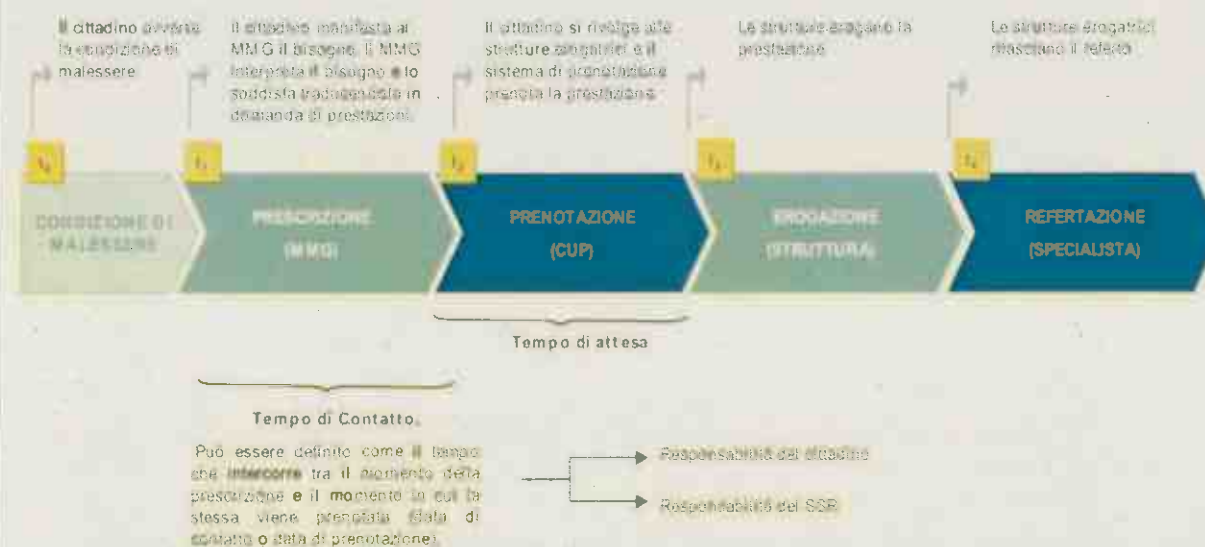 Il cittadino avverte
la condizione di
malessere
Il cittadino manifesta al
MMG il bisogno. Il MMG
interpreta il bisogno e lo
soddisfa traducendolo in
domanda di prestazioni.
Il cittadino si rivolge alle
strutture erogatrici e il
sistema di prenotazione
prenota la prestazione
Le strutture erogano la
prestazione
Le strutture erogatrici
rilasciano il referto
t₀
t₁
t₂
t₃
t₄
CONDIZIONE DI
MALESSERE
PRESCRIZIONE
(MMG)
PRENOTAZIONE
(CUP)
EROGAZIONE
(STRUTTURA)
REFERTAZIONE
(SPECIALISTA)
Tempo di attesa
Tempo di Contatto.
Può essere definito come il tempo
che intercorre tra il momento della
prescrizione e il momento in cui la
stessa viene prenotata (data di
contatto o data di prenotazione).
Responsabilità del cittadino
Responsabilità del SSR